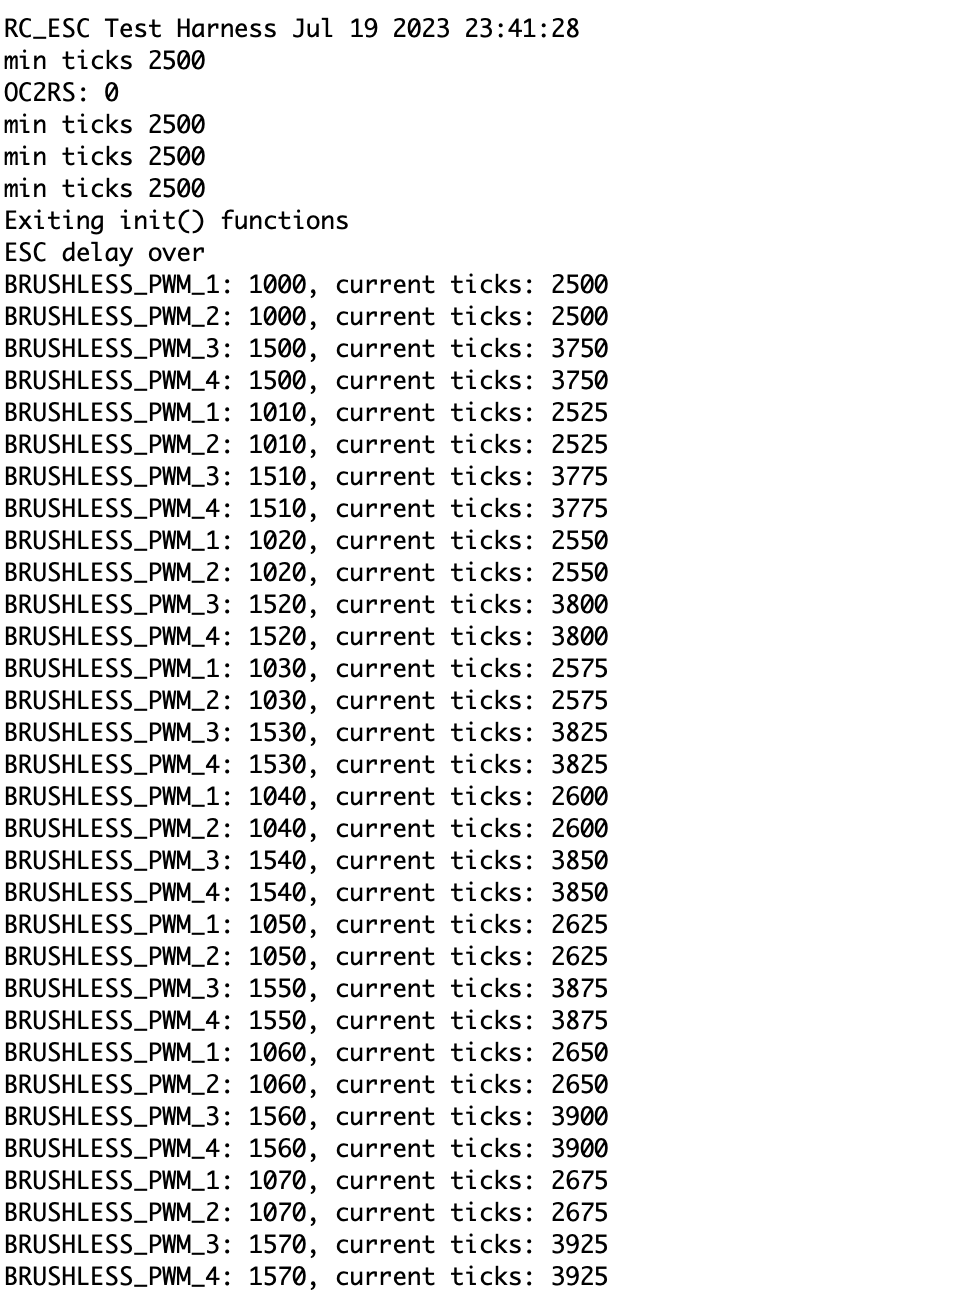 RC_ESC Test Harness Jul 19 2023 23:41:28
min ticks 2500
OC2RS: 0
min ticks 2500
min ticks 2500
min ticks 2500
Exiting init() functions
ESC delay over
BRUSHLESS_PWM_1: 1000, current ticks: 2500
BRUSHLESS_PWM_2: 1000, current ticks: 2500
BRUSHLESS_PWM_3: 1500, current ticks: 3750
BRUSHLESS_PWM_4: 1500, current ticks: 3750
BRUSHLESS_PWM_1: 1010, current ticks: 2525
BRUSHLESS_PWM_2: 1010, current ticks: 2525
BRUSHLESS_PWM_3: 1510, current ticks: 3775
BRUSHLESS_PWM_4: 1510, current ticks: 3775
BRUSHLESS_PWM_1: 1020, current ticks: 2550
BRUSHLESS_PWM_2: 1020, current ticks: 2550
BRUSHLESS_PWM_3: 1520, current ticks: 3800
BRUSHLESS_PWM_4: 1520, current ticks: 3800
BRUSHLESS_PWM_1: 1030, current ticks: 2575
BRUSHLESS_PWM_2: 1030, current ticks: 2575
BRUSHLESS_PWM_3: 1530, current ticks: 3825
BRUSHLESS_PWM_4: 1530, current ticks: 3825
BRUSHLESS_PWM_1: 1040, current ticks: 2600
BRUSHLESS_PWM_2: 1040, current ticks: 2600
BRUSHLESS_PWM_3: 1540, current ticks: 3850
BRUSHLESS_PWM_4: 1540, current ticks: 3850
BRUSHLESS_PWM_1: 1050, current ticks: 2625
BRUSHLESS_PWM_2: 1050, current ticks: 2625
BRUSHLESS_PWM_3: 1550, current ticks: 3875
BRUSHLESS_PWM_4: 1550, current ticks: 3875
BRUSHLESS_PWM_1: 1060, current ticks: 2650
BRUSHLESS_PWM_2: 1060, current ticks: 2650
BRUSHLESS_PWM_3: 1560, current ticks: 3900
BRUSHLESS_PWM_4: 1560, current ticks: 3900
BRUSHLESS_PWM_1: 1070, current ticks: 2675
BRUSHLESS_PWM_2: 1070, current ticks: 2675
BRUSHLESS_PWM_3: 1570, current ticks: 3925
BRUSHLESS_PWM_4: 1570, current ticks: 3925